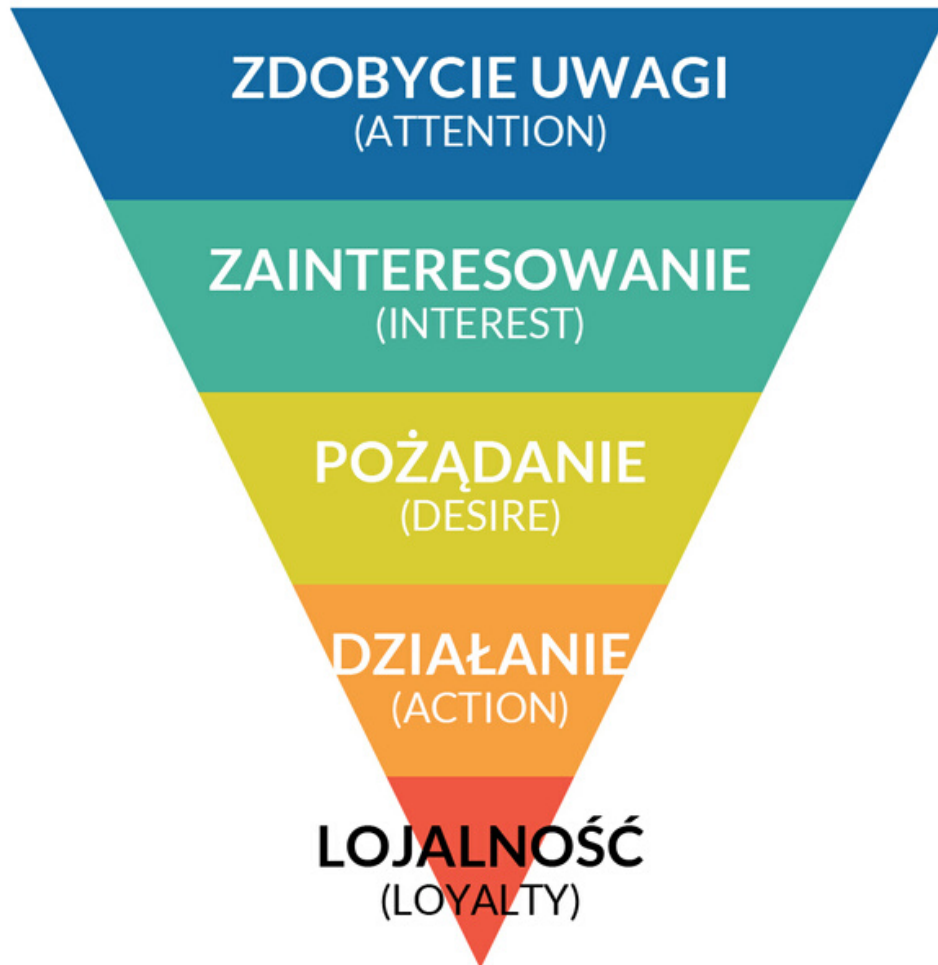 ZDOBYCIE UWAGI
(ATTENTION)
ZAINTERESOWANIE
(INTEREST)
POŻĄDANIE
(DESIRE)
DZIAŁANIE
(ACTION)
LOJALNOŚĆ
(LOYALTY)